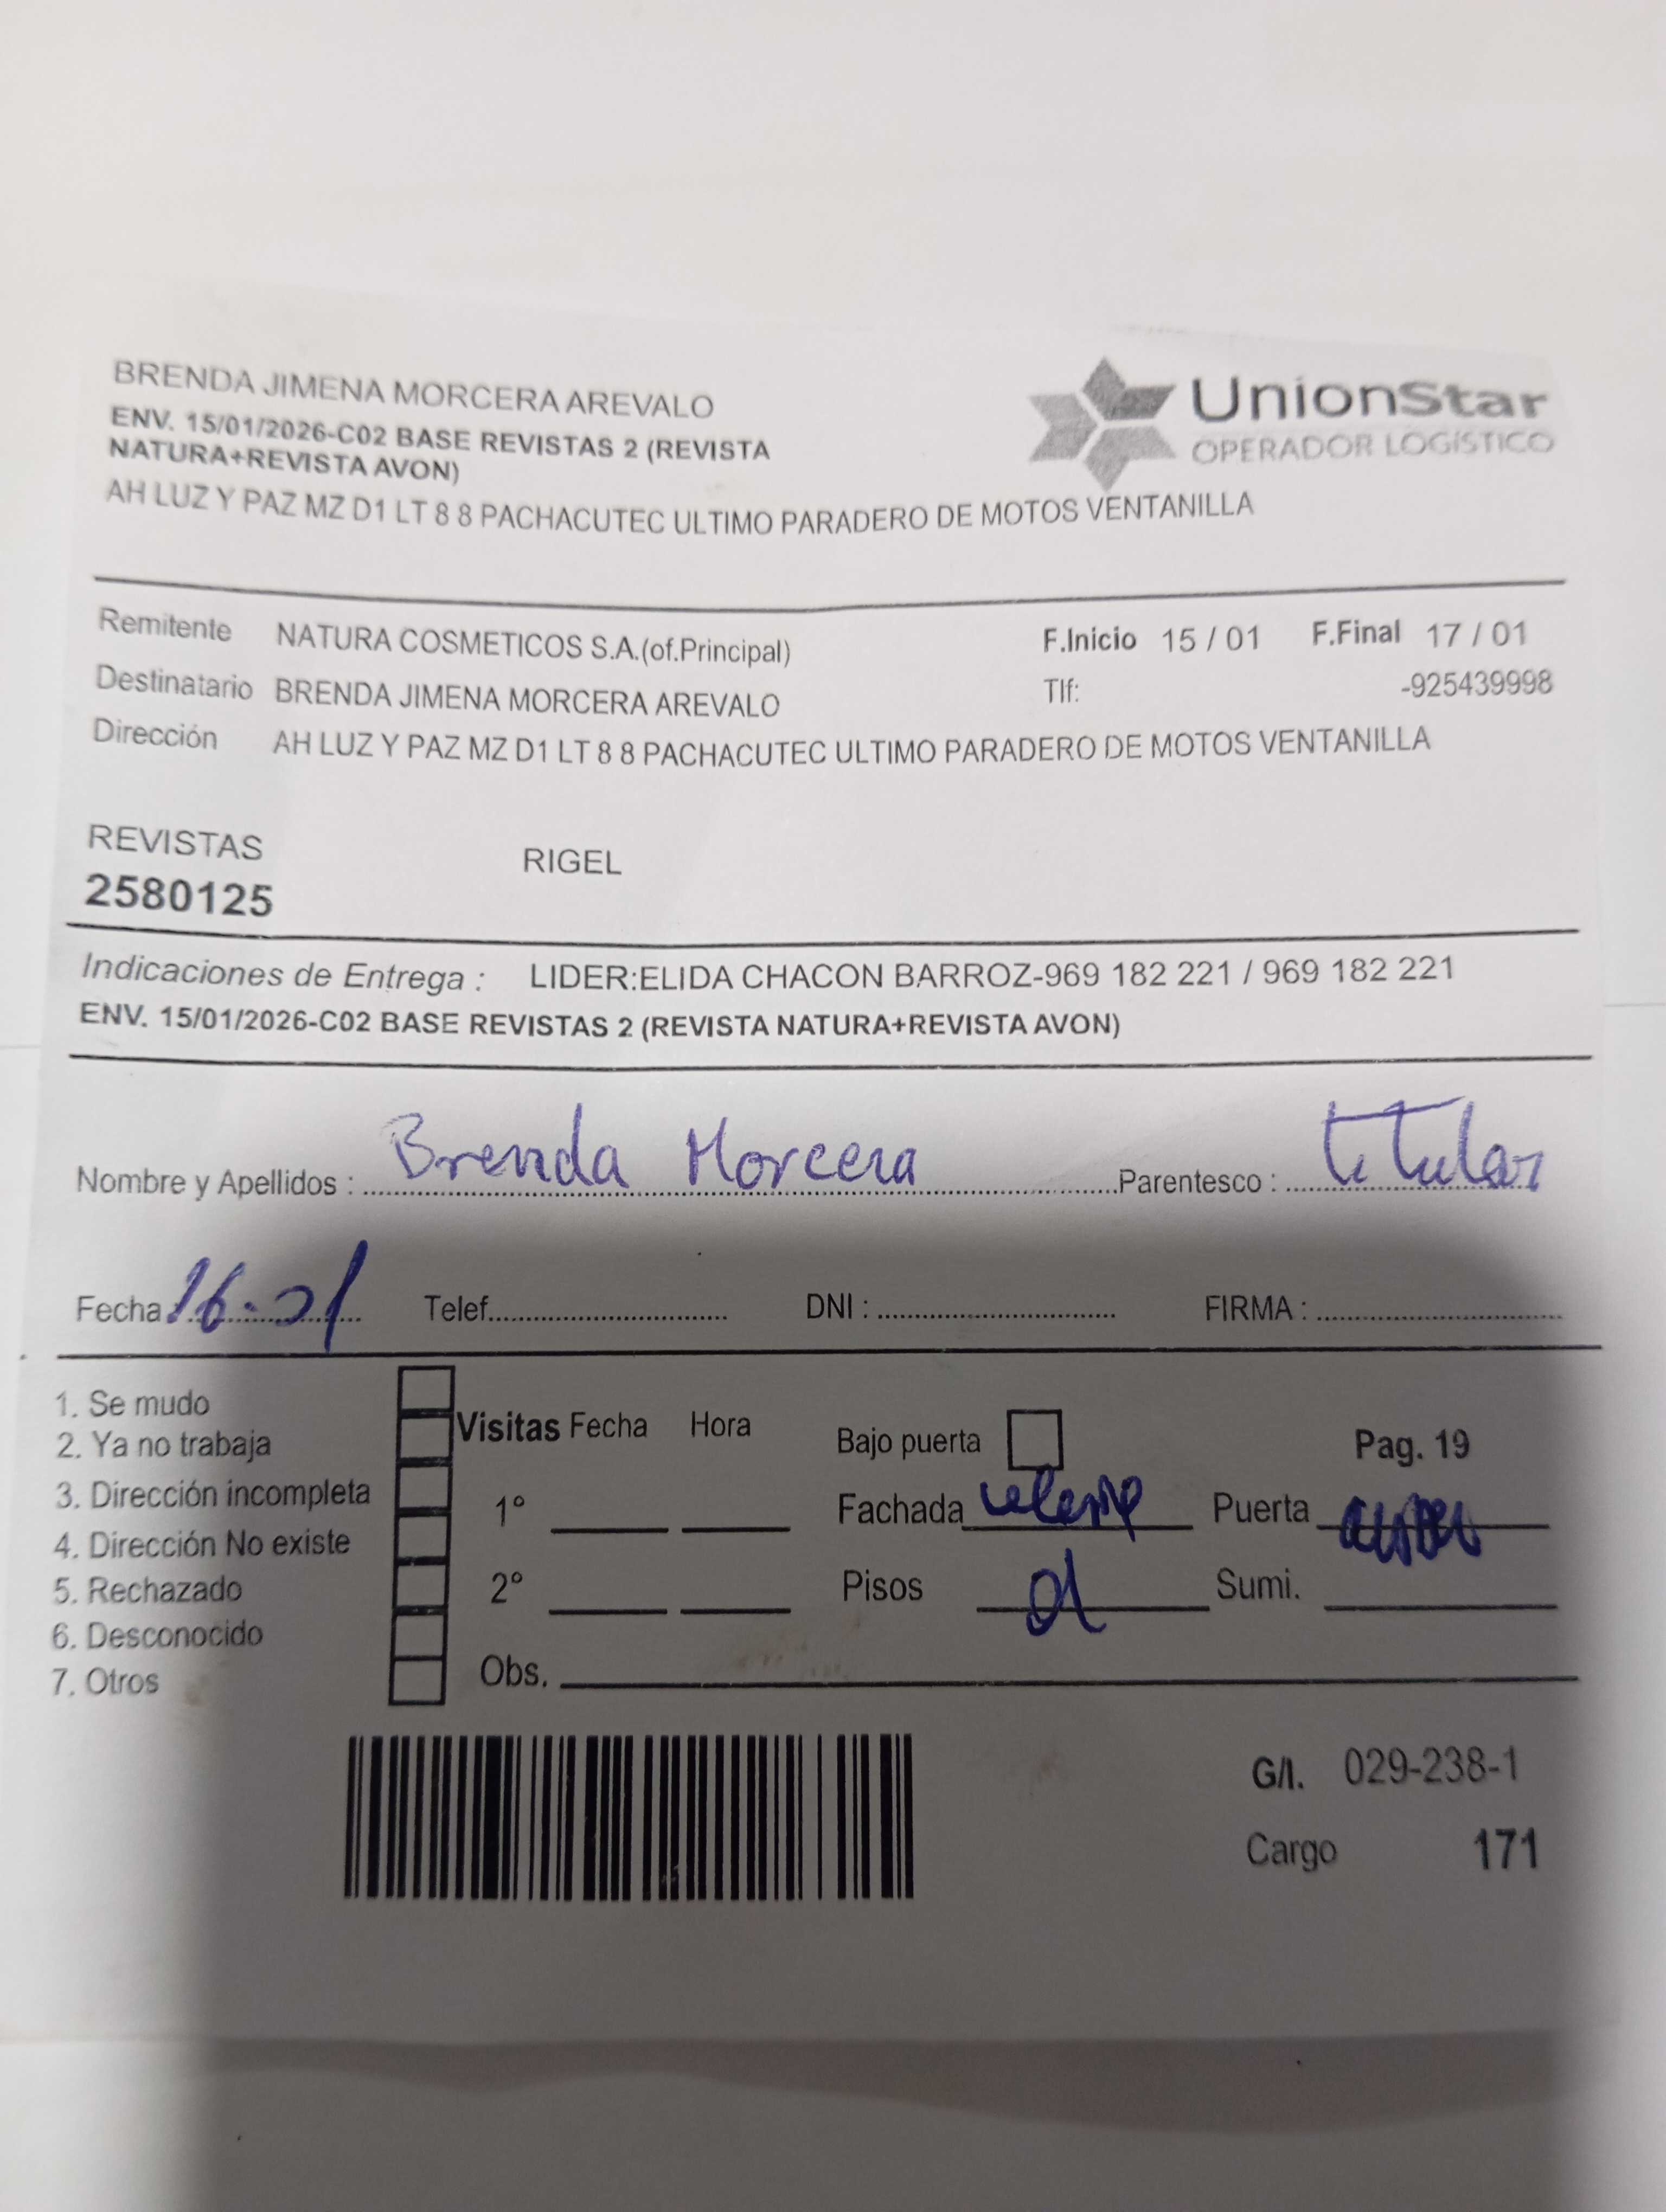 BRENDA JIMENA MORCERA AREVALO
ENV. 15/01/2026-C02 BASE REVISTAS 2 (REVISTA
NATURA+REVISTA AVON)
AH LUZ Y PAZ MZ D1 LT 8 8 PACHACUTEC ULTIMO PARADERO DE MOTOS VENTANILLA
UnionStar
OPERADOR LOGÍSTICO
Remitente NATURA COSMETICOS S.A.(of.Principal) F.Inicio 15 / 01 F.Final 17 / 01
Destinatario BRENDA JIMENA MORCERA AREVALO Tlf: -925439998
Dirección AH LUZ Y PAZ MZ D1 LT 8 8 PACHACUTEC ULTIMO PARADERO DE MOTOS VENTANILLA
REVISTAS RIGEL
2580125
Indicaciones de Entrega : LIDER:ELIDA CHACON BARROZ-969 182 221 / 969 182 221
ENV. 15/01/2026-C02 BASE REVISTAS 2 (REVISTA NATURA+REVISTA AVON)
Nombre y Apellidos : Brenda Morcera Parentesco : titular
Fecha 16-01 Telef. DNI : FIRMA :
1. Se mudo
2. Ya no trabaja
3. Dirección incompleta
4. Dirección No existe
5. Rechazado
6. Desconocido
7. Otros
Visitas Fecha Hora
1°
2°
Obs.
Bajo puerta Pag. 19
Fachada celeste Puerta
Pisos Sumi.
G/I. 029-238-1
Cargo 171